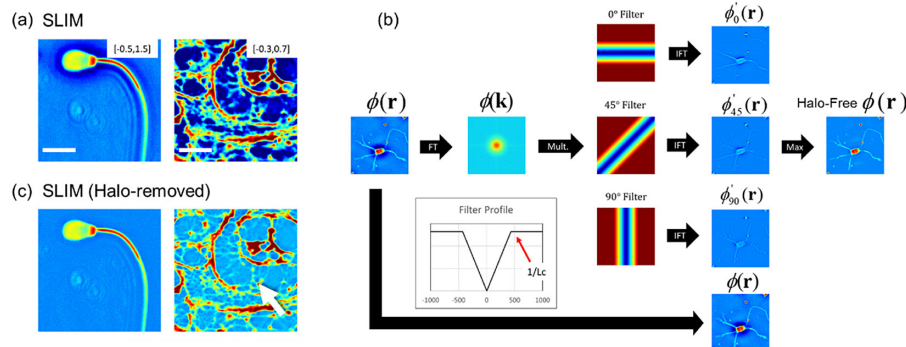 (a) SLIM
[-0.5,1.5]
[-0.3,0.7]
(c) SLIM (Halo-removed)
(b)
0° Filter
ϕ'₀(r)
IFT
ϕ(r)
ϕ(k)
45° Filter
ϕ'₄₅(r)
Halo-Free ϕ(r)
FT
Mult.
IFT
Max
90° Filter
ϕ'₉₀(r)
IFT
Filter Profile
1/Lc
-1000 -500 0 500 1000
ϕ(r)